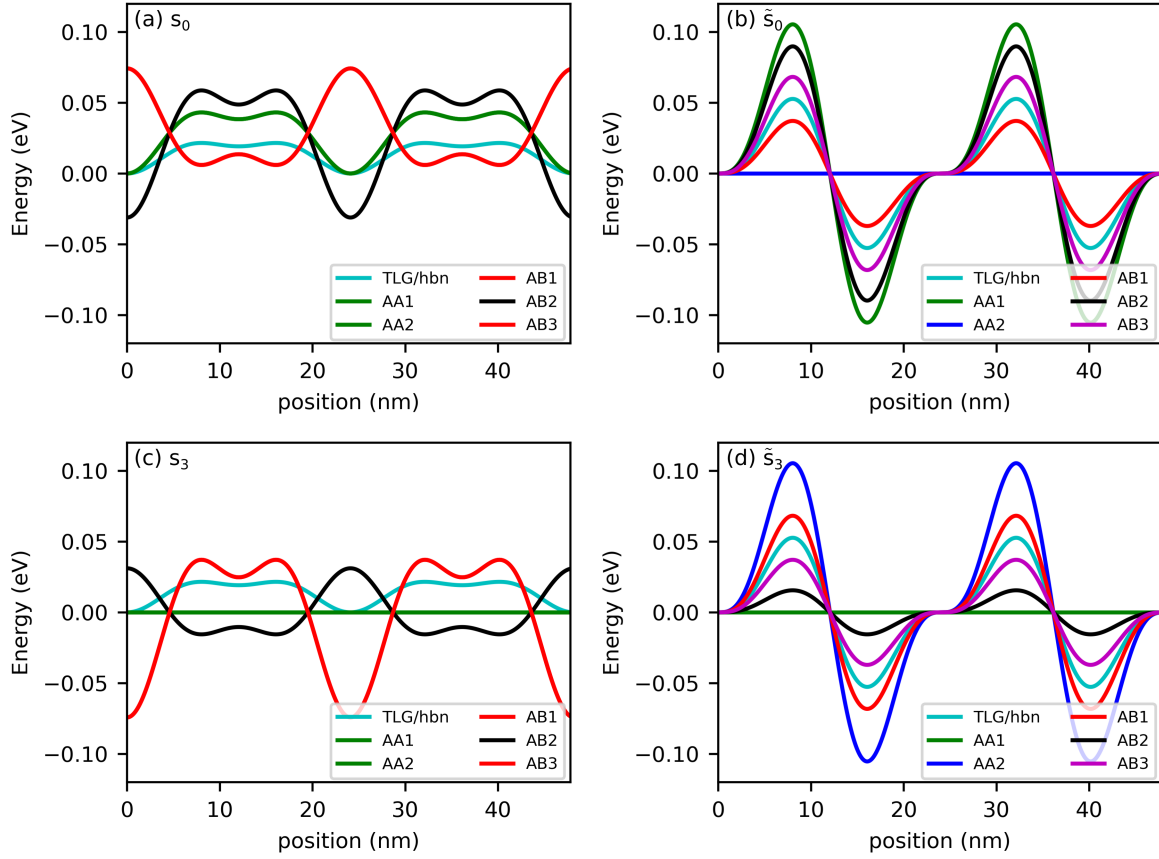 (a) s₀
Energy (eV)
0.10
0.05
0.00
−0.05
−0.10
TLG/hbn
AA1
AA2
AB1
AB2
AB3
0
10
20
30
40
position (nm)
(b) s̃₀
Energy (eV)
0.10
0.05
0.00
−0.05
−0.10
TLG/hbn
AA1
AA2
AB1
AB2
AB3
0
10
20
30
40
position (nm)
(c) s₃
Energy (eV)
0.10
0.05
0.00
−0.05
−0.10
TLG/hbn
AA1
AA2
AB1
AB2
AB3
0
10
20
30
40
position (nm)
(d) s̃₃
Energy (eV)
0.10
0.05
0.00
−0.05
−0.10
TLG/hbn
AA1
AA2
AB1
AB2
AB3
0
10
20
30
40
position (nm)